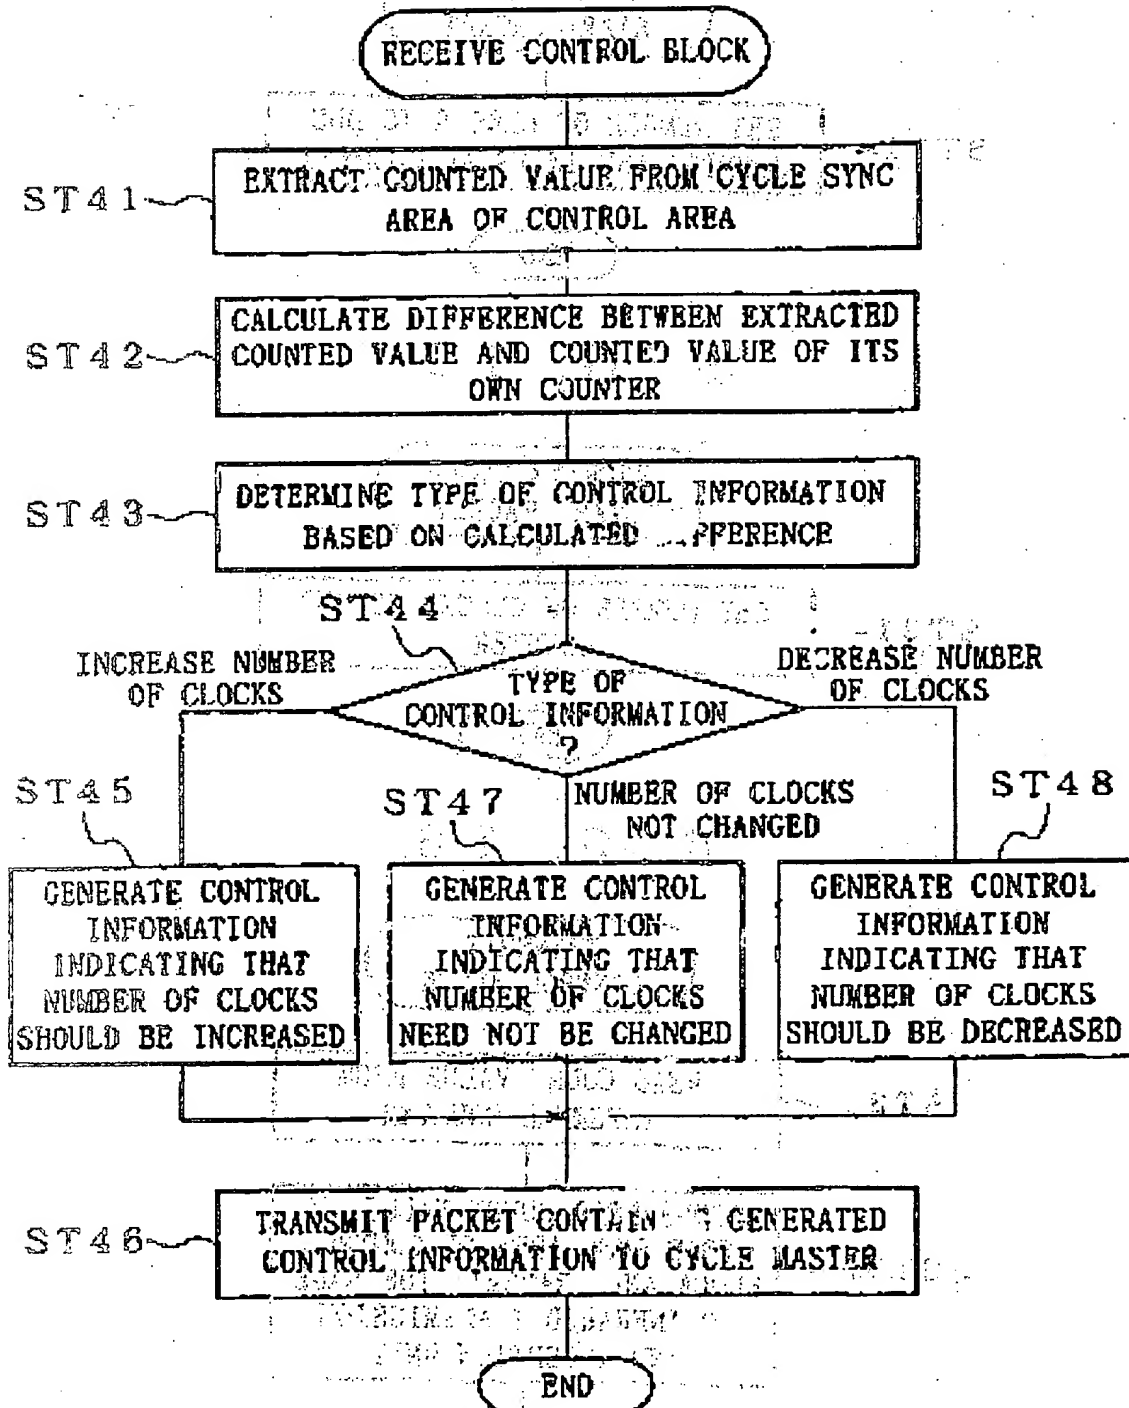 RECEIVE CONTROL BLOCK
ST41
EXTRACT COUNTED VALUE FROM CYCLE SYNC
AREA OF CONTROL AREA
ST42
CALCULATE DIFFERENCE BETWEEN EXTRACTED
COUNTED VALUE AND COUNTED VALUE OF ITS
OWN COUNTER
ST43
DETERMINE TYPE OF CONTROL INFORMATION
BASED ON CALCULATED
ST44
TYPE OF
CONTROL INFORMATION
?
INCREASE NUMBER
OF CLOCKS
DECREASE NUMBER
OF CLOCKS
NUMBER OF CLOCKS
NOT CHANGED
ST45
GENERATE CONTROL
INFORMATION
INDICATING THAT
NUMBER OF CLOCKS
SHOULD BE INCREASED
ST47
GENERATE CONTROL
INFORMATION
INDICATING THAT
NUMBER OF CLOCKS
NEED NOT BE CHANGED
ST48
GENERATE CONTROL
INFORMATION
INDICATING THAT
NUMBER OF CLOCKS
SHOULD BE DECREASED
ST46
TRANSMIT PACKET GENERATED
CONTROL INFORMATION TO CYCLE MASTER
END